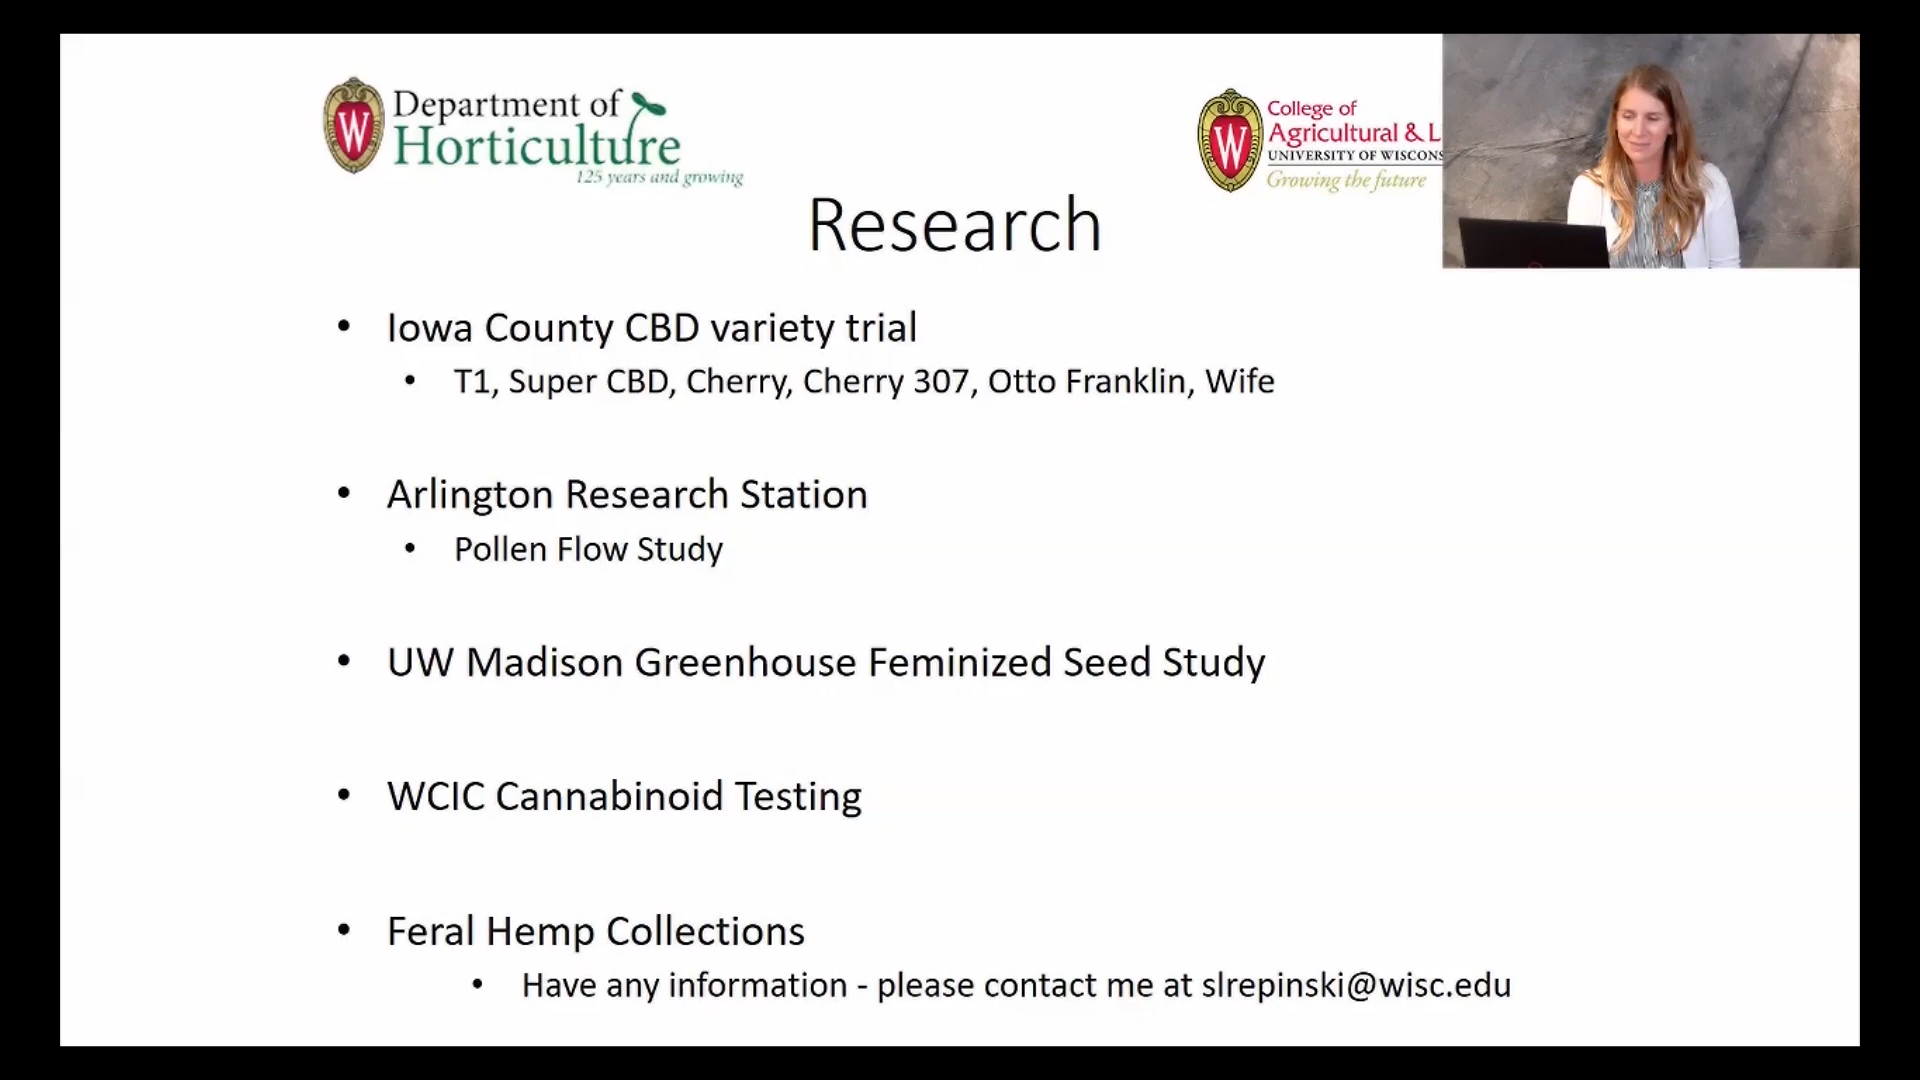 Department of
Horticulture
125 years and growing
College of
Agricultural & L
UNIVERSITY OF WISCONS
Growing the future
Research
• Iowa County CBD variety trial
• T1, Super CBD, Cherry, Cherry 307, Otto Franklin, Wife
• Arlington Research Station
• Pollen Flow Study
• UW Madison Greenhouse Feminized Seed Study
• WCIC Cannabinoid Testing
• Feral Hemp Collections
• Have any information - please contact me at slrepinski@wisc.edu